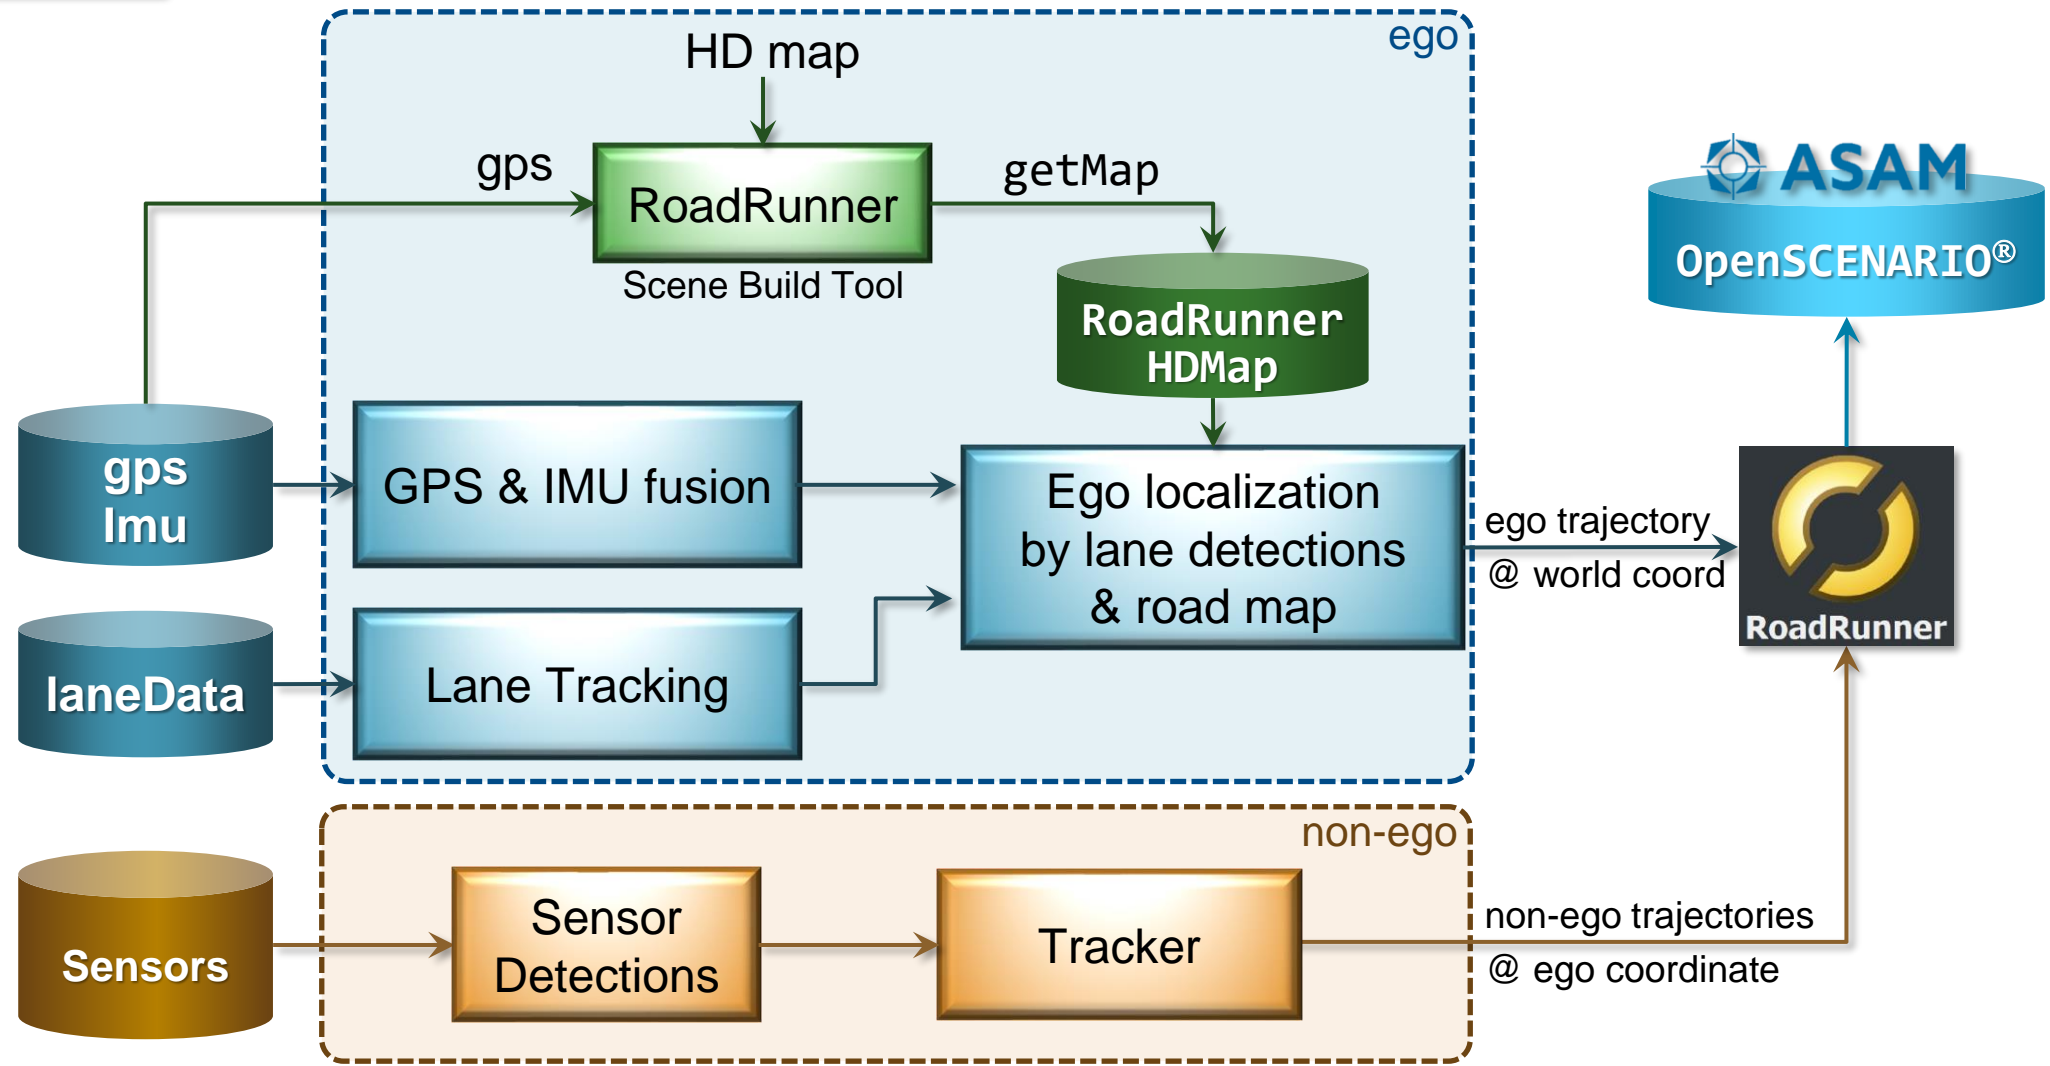 ego
HD map
gps
RoadRunner
getMap
Scene Build Tool
RoadRunner
HDMap
ASAM
OpenSCENARIO®
gps
Imu
GPS & IMU fusion
Ego localization
by lane detections
& road map
ego trajectory
@ world coord
RoadRunner
laneData
Lane Tracking
non-ego
Sensors
Sensor
Detections
Tracker
non-ego trajectories
@ ego coordinate